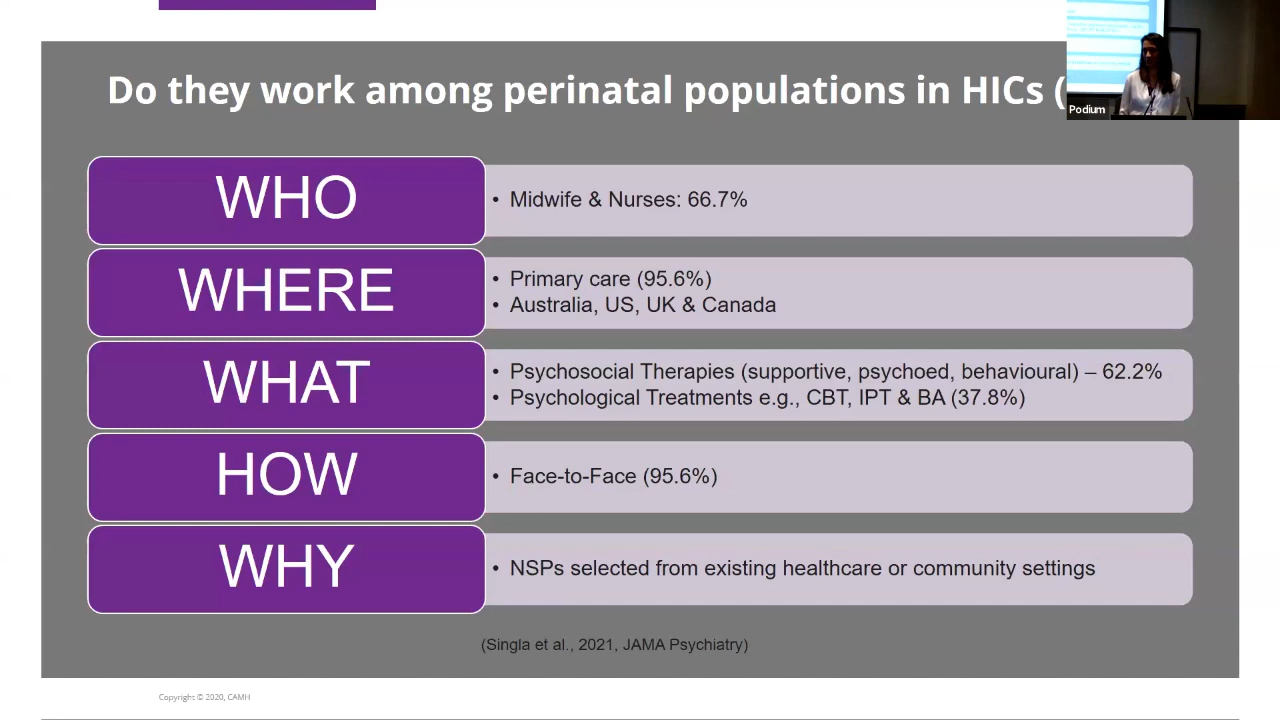 Do they work among perinatal populations in HICs (
Podium
WHO
• Midwife & Nurses: 66.7%
WHERE
• Primary care (95.6%)
• Australia, US, UK & Canada
WHAT
• Psychosocial Therapies (supportive, psychoed, behavioural) – 62.2%
• Psychological Treatments e.g., CBT, IPT & BA (37.8%)
HOW
• Face-to-Face (95.6%)
WHY
• NSPs selected from existing healthcare or community settings
(Singla et al., 2021, JAMA Psychiatry)
Copyright © 2020, CAMH